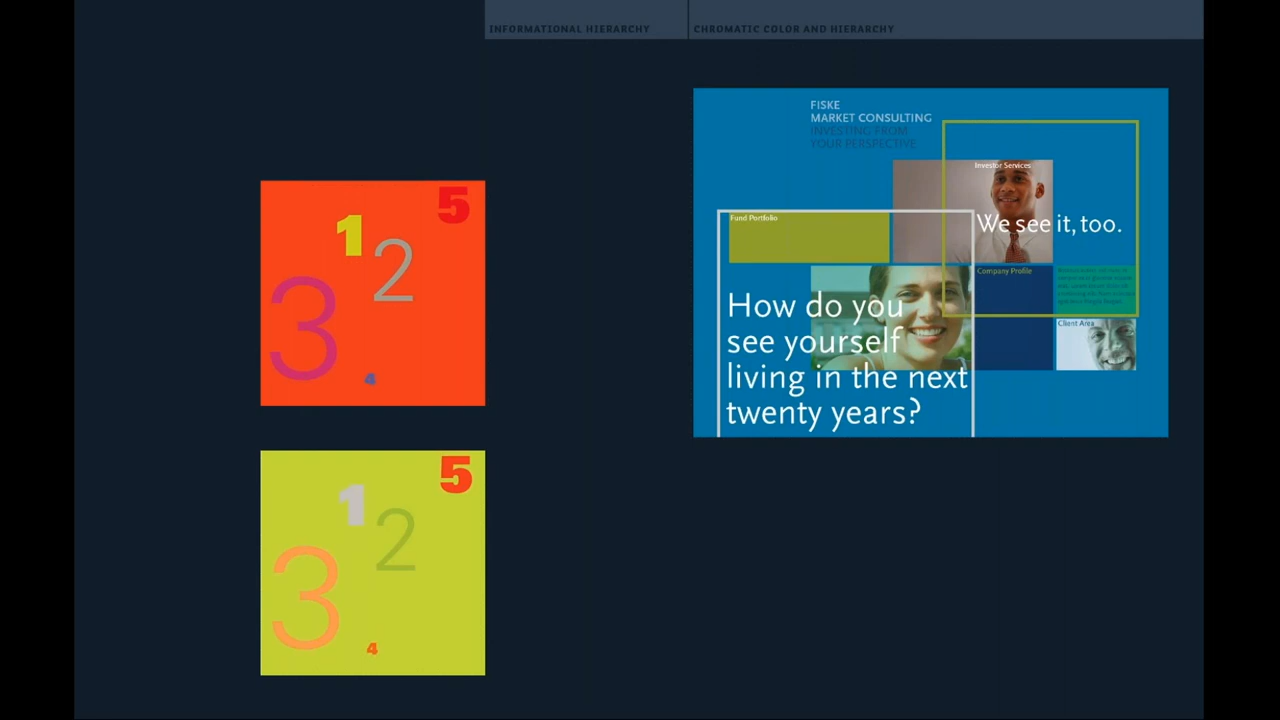 INFORMATIONAL HIERARCHY
CHROMATIC COLOR AND HIERARCHY
5
1
2
3
4
5
1
2
3
4
FISKE
MARKET CONSULTING
INVESTING FROM
YOUR PERSPECTIVE
Investor Services
We see it, too.
Fund Portfolio
Company Profile
Client Area
How do you
see yourself
living in the next
twenty years?